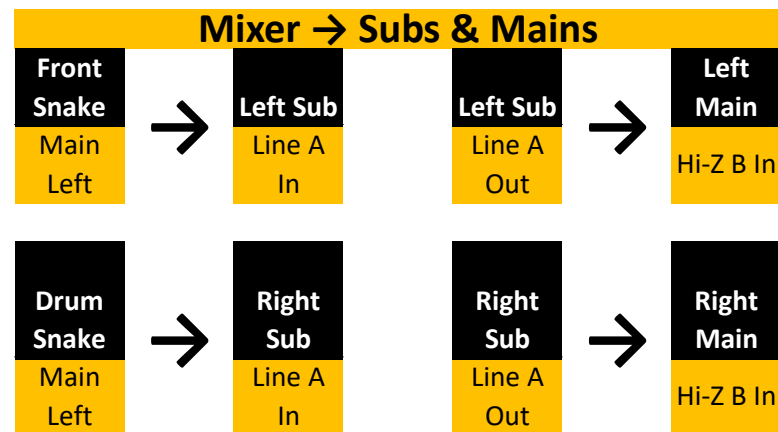 Mixer → Subs & Mains
Front
Snake
Main
Left
→
Left Sub
Line A
In
Left Sub
Line A
Out
→
Left
Main
Hi-Z B In
Drum
Snake
Main
Left
→
Right
Sub
Line A
In
Right
Sub
Line A
Out
→
Right
Main
Hi-Z B In